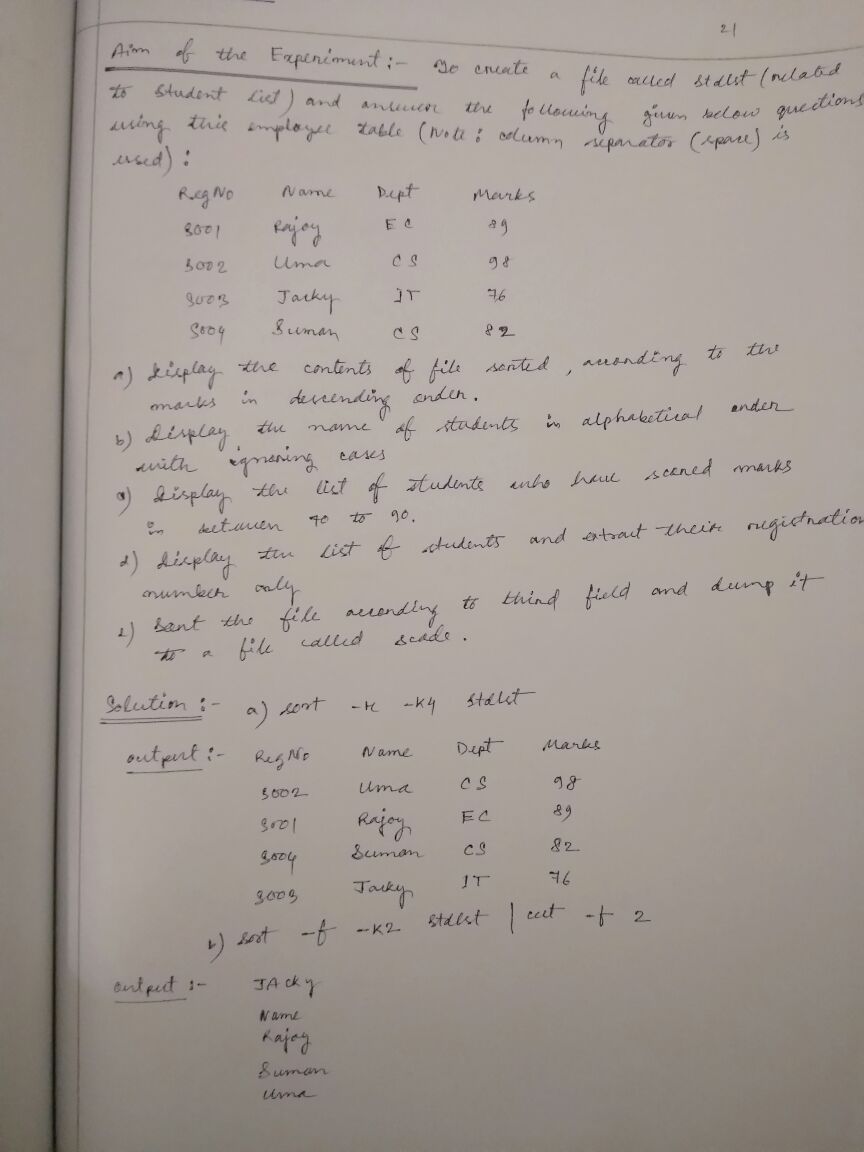 21
Aim of the Experiment :- To create a file called stdlst (related
to student list) and answer the following given below questions
using this employee table (Note : column separator (space) is
used) :
Reg No Name Dept Marks
3001 Rajoy EC 89
3002 Uma CS 98
3003 Jacky IT 76
3004 Suman CS 82
a) Display the contents of file sorted, according to the
marks in descending order.
b) Display the name of students in alphabetical order
with ignoring cases
c) Display the list of students who have scored marks
in between 70 to 90.
d) Display the list of students and extract their registration
number only
e) Sort the file according to third field and dump it
to a file called scade.
Solution :- a) sort -r -k4 stdlst
output :- Reg No Name Dept Marks
3002 Uma CS 98
3001 Rajoy EC 89
3004 Suman CS 82
3003 Jacky IT 76
b) sort -f -k2 stdlst | cut -f 2
output :- JAcky
Name
Rajoy
Suman
Uma